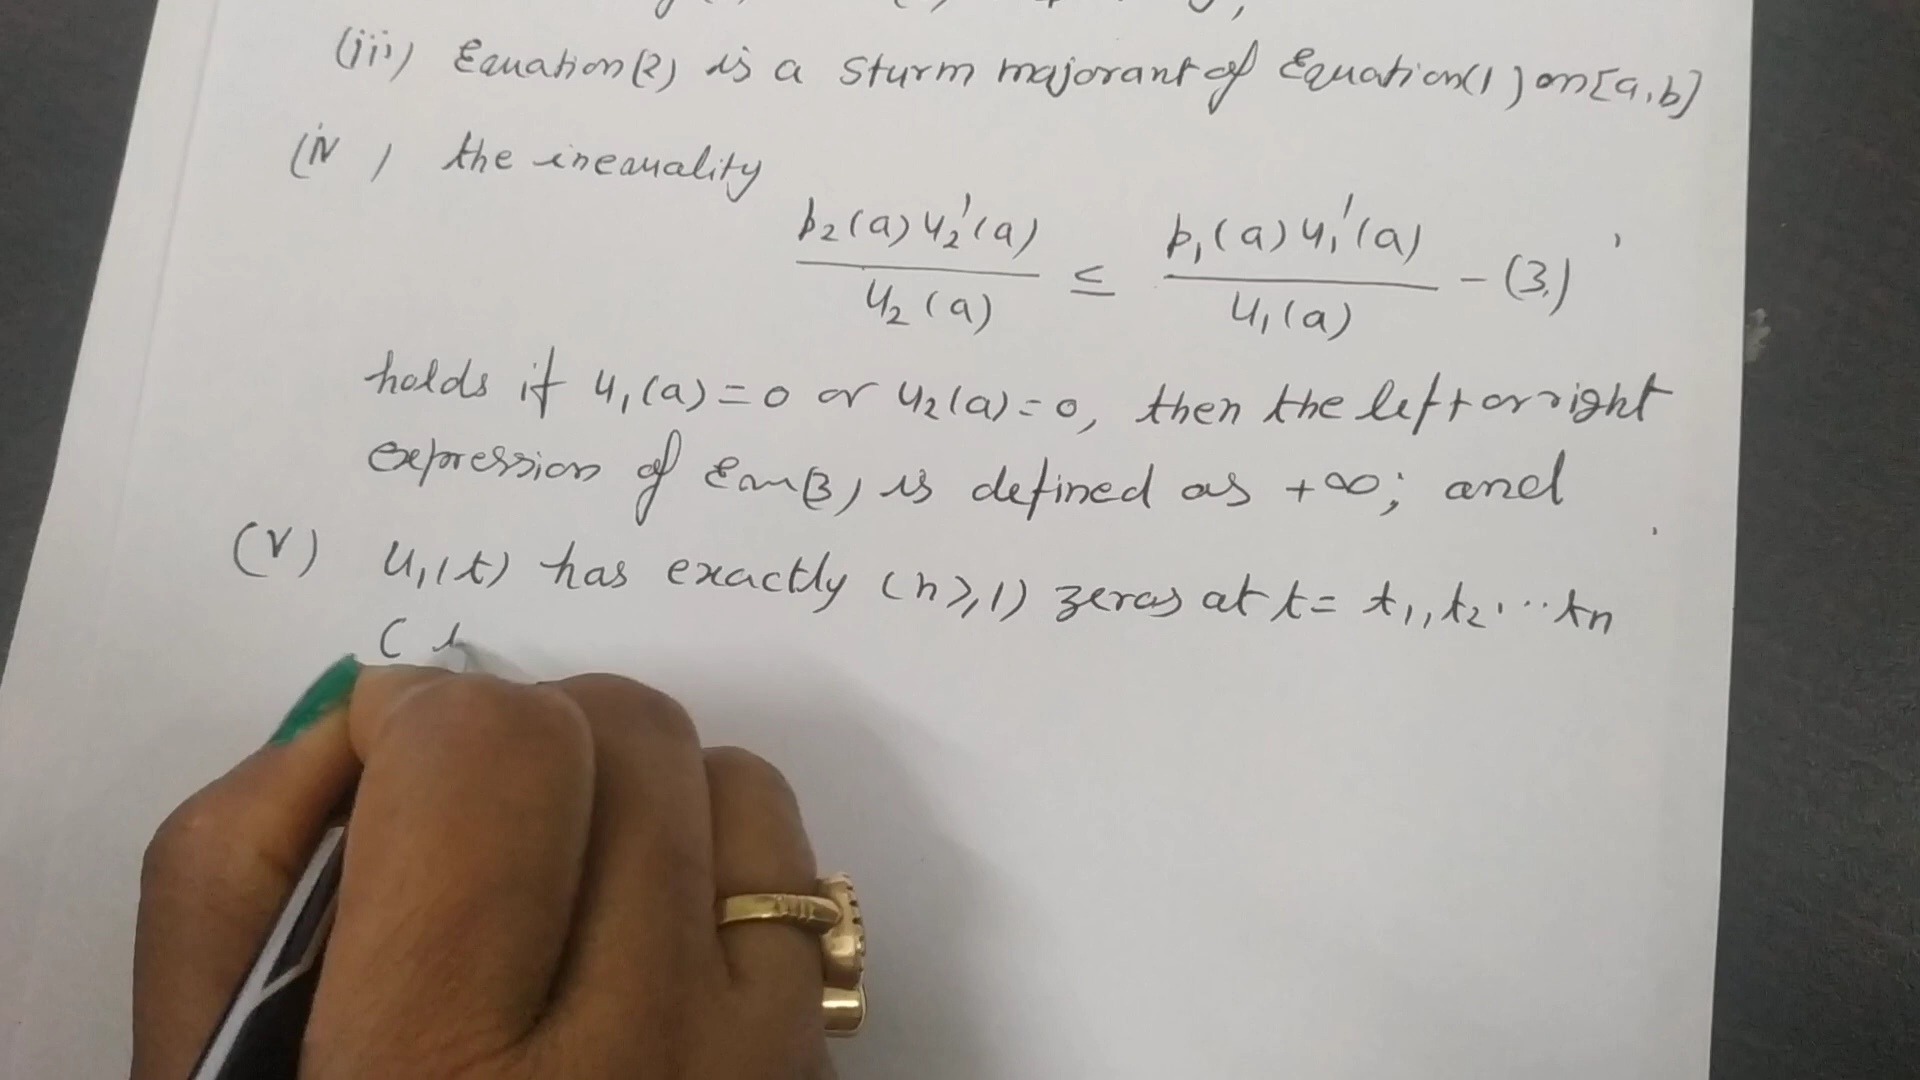 (iii) Equation(2) is a Sturm majorant of Equation(1) on [a,b]
(iv) the inequality
p₂(a)u₂'(a) / u₂(a) ≤ p₁(a)u₁'(a) / u₁(a) - (3)
holds if u₁(a)=0 or u₂(a)=0, then the left or right
expression of Eqn(3) is defined as +∞; and
(V) u₁(t) has exactly (n≥1) zeros at t= t₁, t₂, ... tn
(